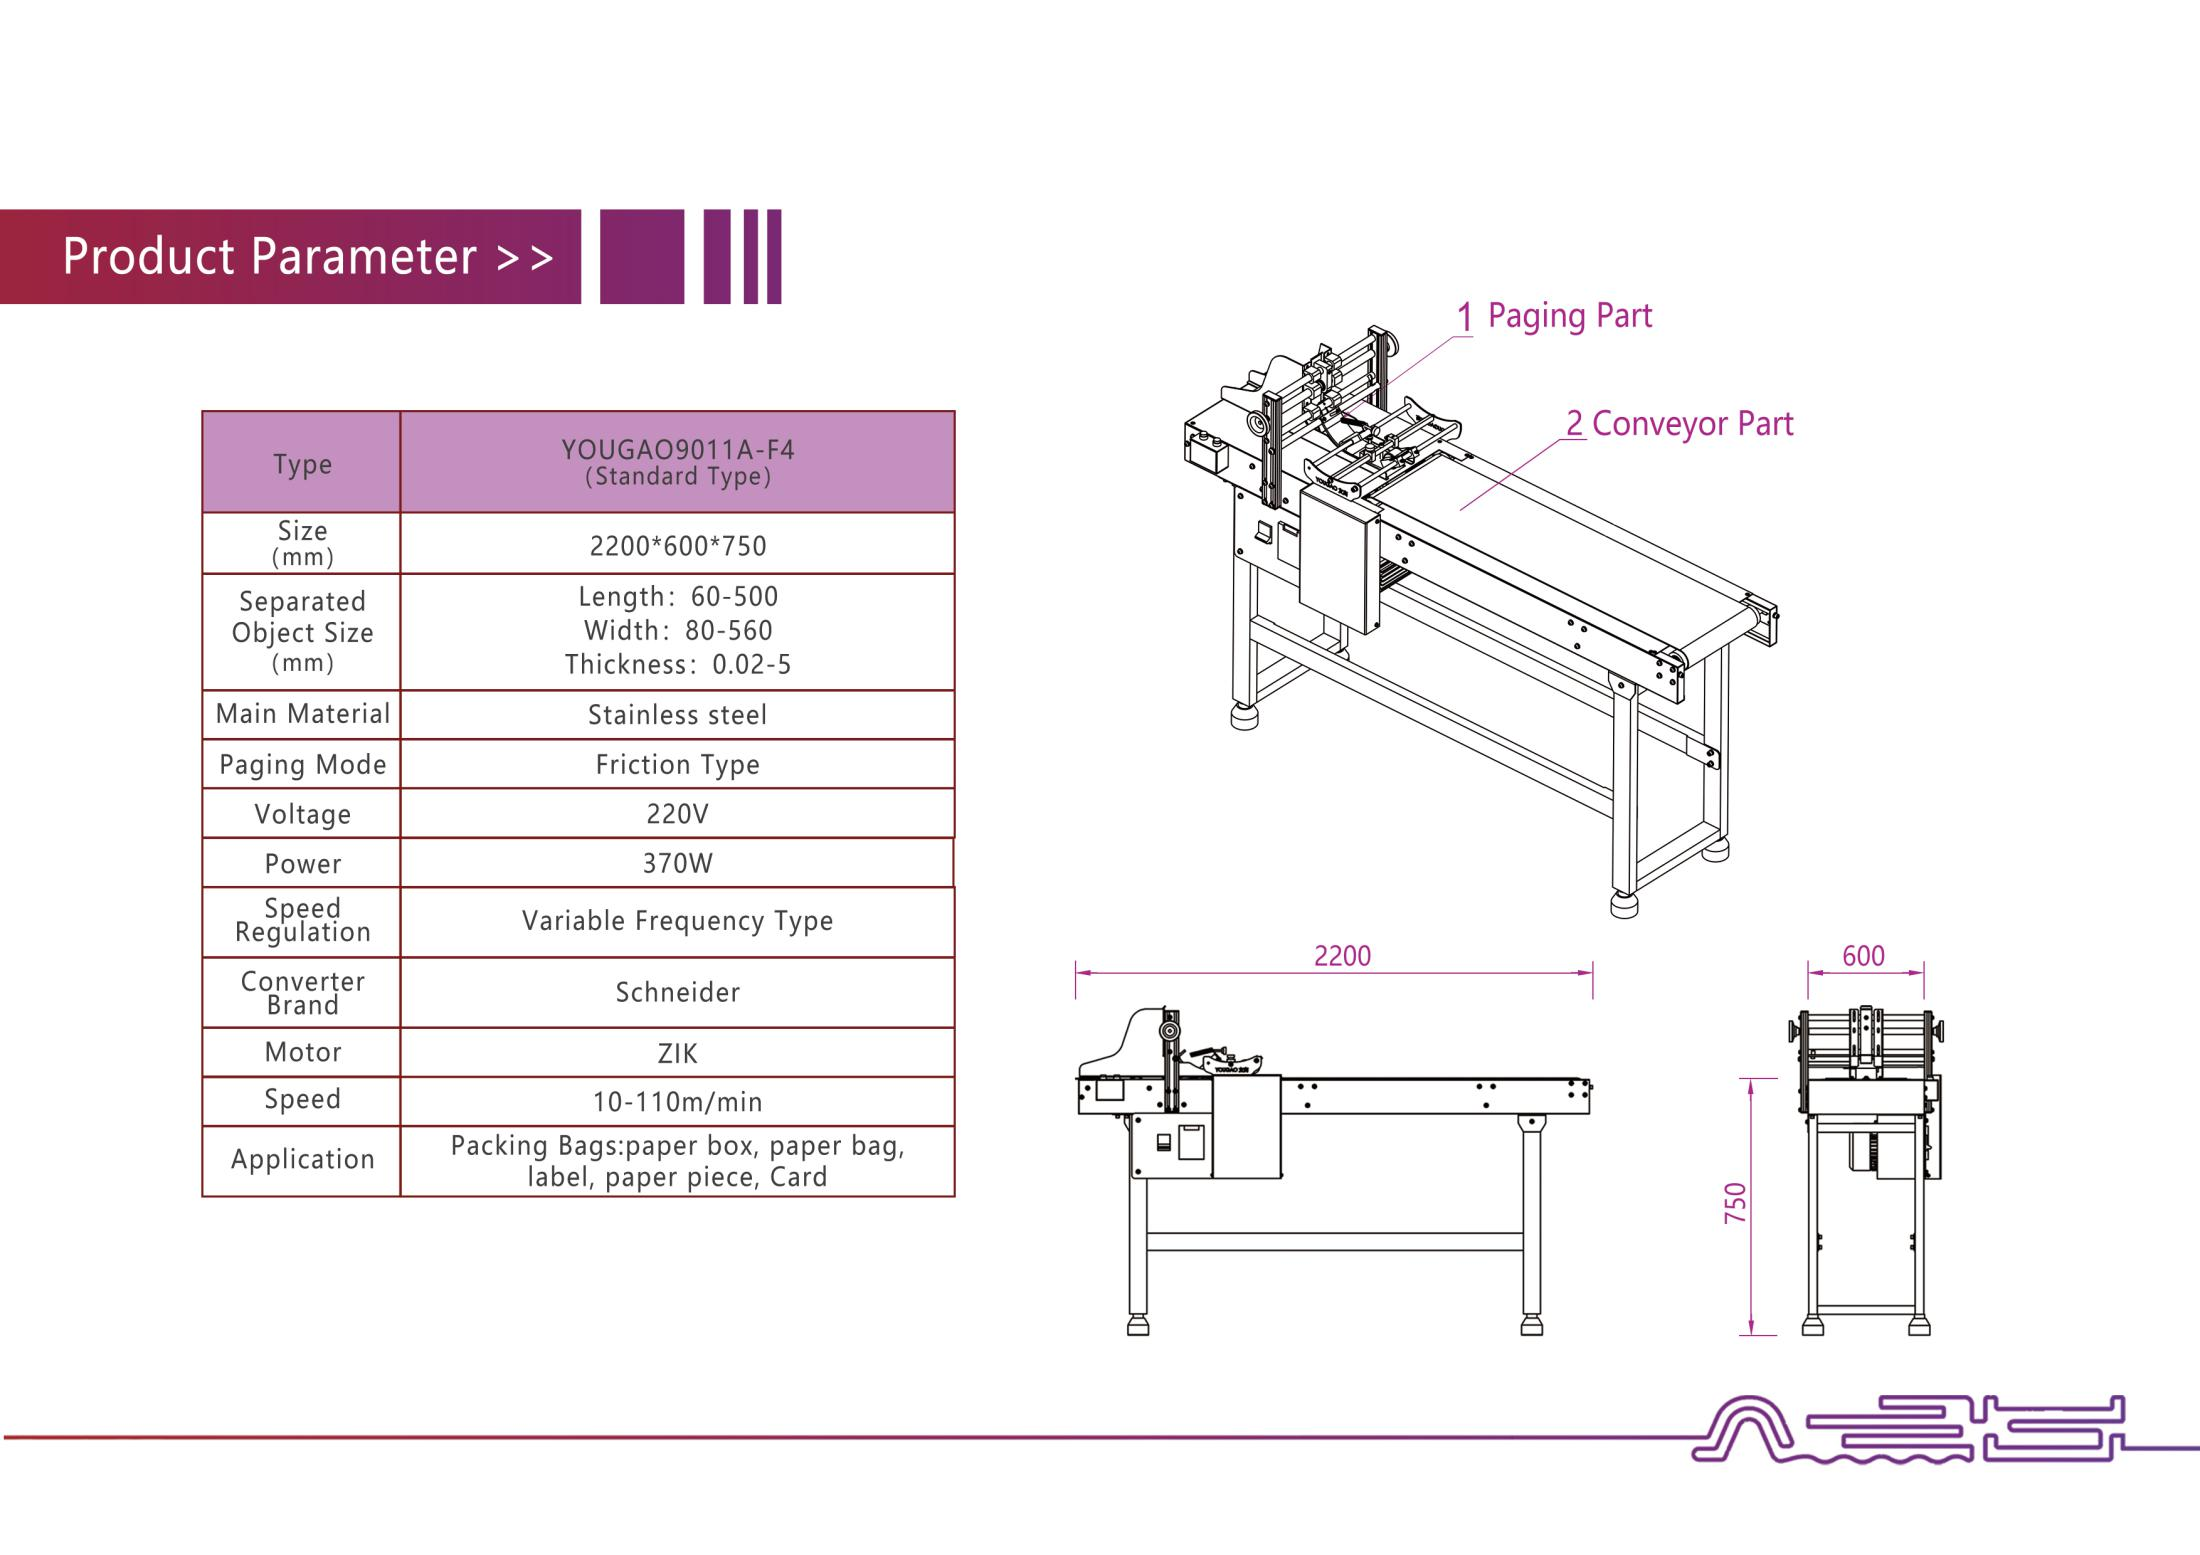 Product Parameter >>
1 Paging Part
2 Conveyor Part
Type
YOUGAO9011A-F4
(Standard Type)
Size
(mm)
2200*600*750
Separated
Object Size
(mm)
Length: 60-500
Width: 80-560
Thickness: 0.02-5
Main Material
Stainless steel
Paging Mode
Friction Type
Voltage
220V
Power
370W
Speed
Regulation
Variable Frequency Type
Converter
Brand
Schneider
Motor
ZIK
Speed
10-110m/min
Application
Packing Bags:paper box, paper bag,
label, paper piece, Card
YOUGAO
2200
600
YOUGAO
750